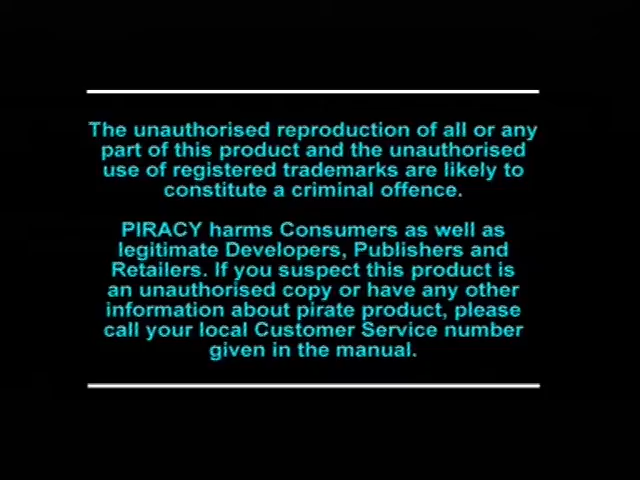 The unauthorised reproduction of all or any
part of this product and the unauthorised
use of registered trademarks are likely to
constitute a criminal offence.
PIRACY harms Consumers as well as
legitimate Developers, Publishers and
Retailers. If you suspect this product is
an unauthorised copy or have any other
information about pirate product, please
call your local Customer Service number
given in the manual.